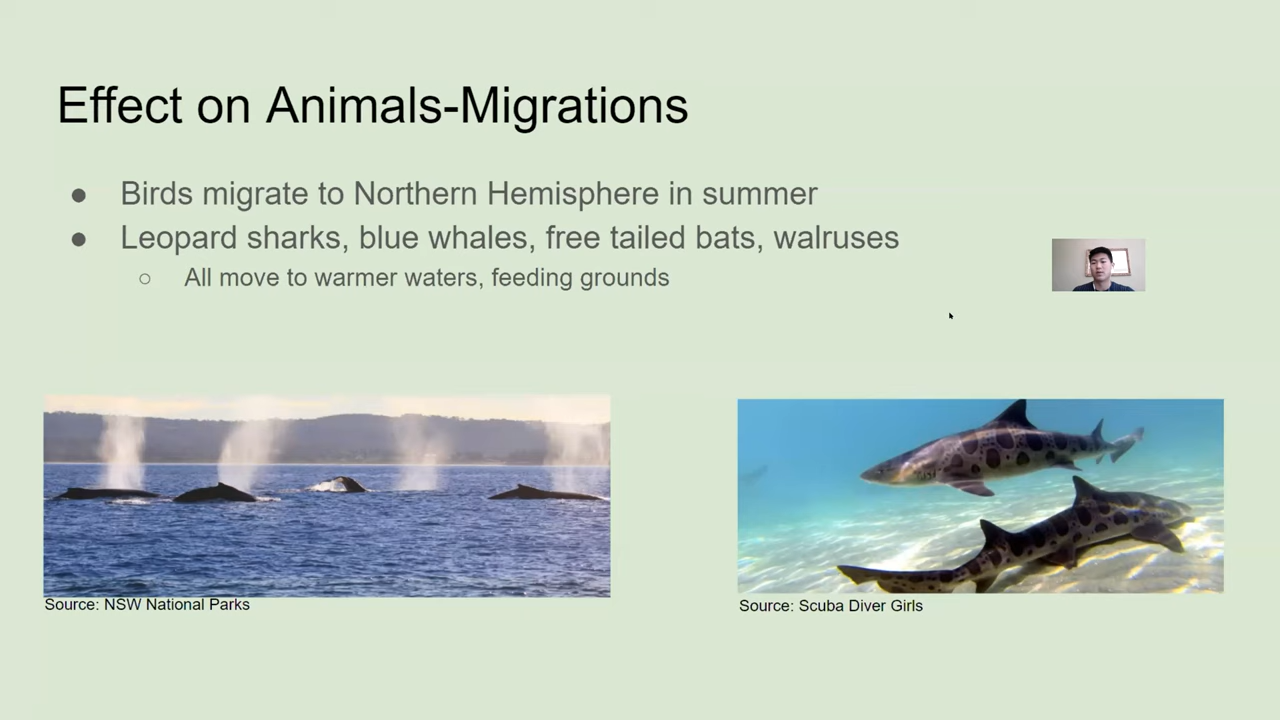 Effect on Animals-Migrations
● Birds migrate to Northern Hemisphere in summer
● Leopard sharks, blue whales, free tailed bats, walruses
○ All move to warmer waters, feeding grounds
Source: NSW National Parks
Source: Scuba Diver Girls